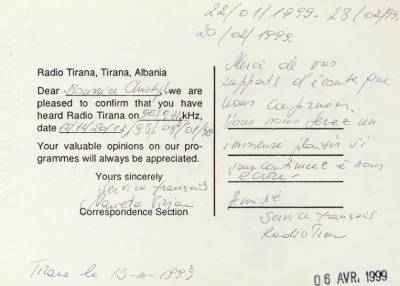 22/01/1999 - 28/02/99.
20/02/1999.
Radio Tirana, Tirana, Albania
Dear we are
pleased to confirm that you have
heard Radio Tirana on kHz,
date
Your valuable opinions on our pro-
grammes will always be appreciated.
Yours sincerely
Service français
Correspondence Section
Merci de vos
rapports d'écoute que
nous confirmons.
Vous nous ferez un
immense plaisir si
vous continuez à nous
écrire.
Amitié
Service français
Radio Tirana
Tirana le 13-III-1999
06 AVR. 1999